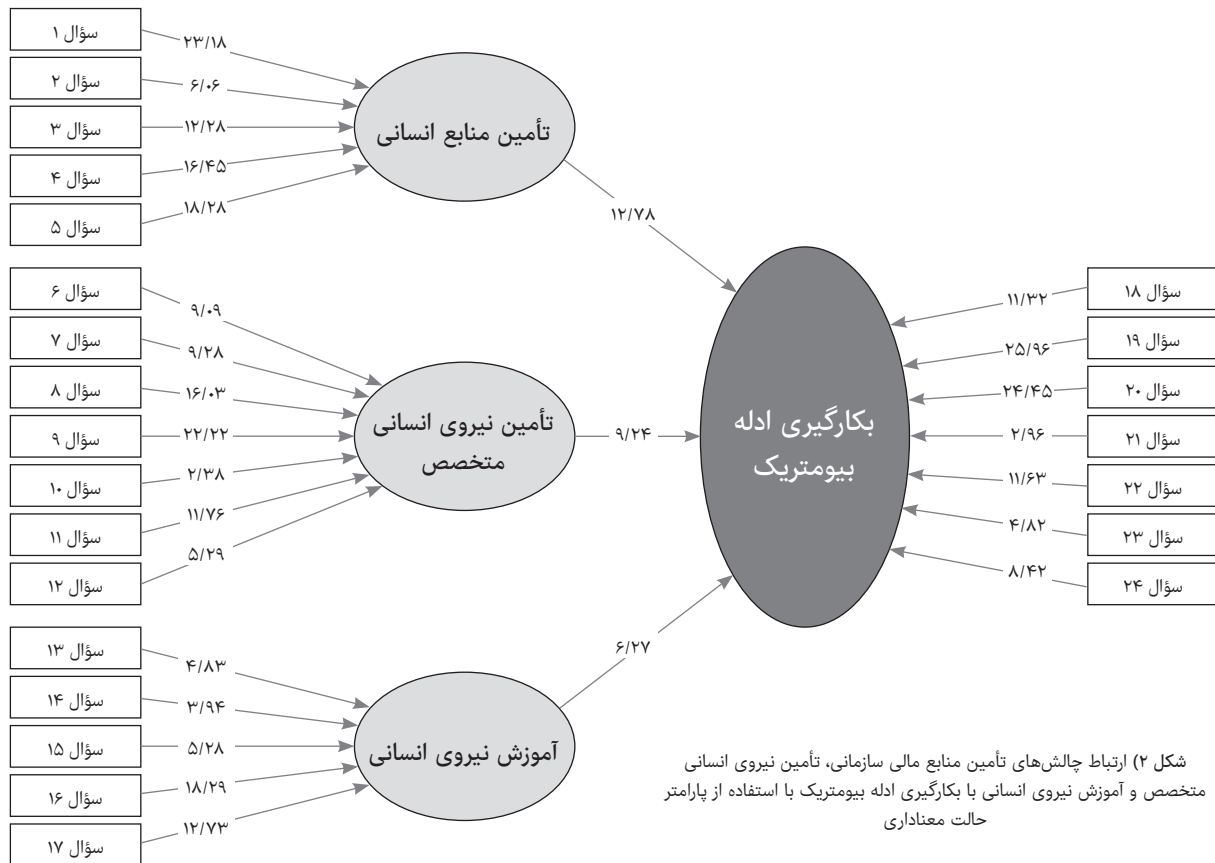 سؤال ۱
۲۳/۱۸
سؤال ۲
۶/۰۶
سؤال ۳
۱۲/۲۸
سؤال ۴
۱۶/۴۵
سؤال ۵
۱۸/۲۸
تأمین منابع انسانی
۱۲/۷۸
سؤال ۶
۹/۰۹
سؤال ۷
۹/۲۸
سؤال ۸
۱۶/۰۳
سؤال ۹
۲۲/۲۲
سؤال ۱۰
۲/۳۸
سؤال ۱۱
۱۱/۷۶
سؤال ۱۲
۵/۲۹
تأمین نیروی انسانی
متخصص
۹/۲۴
سؤال ۱۳
۴/۸۳
سؤال ۱۴
۳/۹۴
سؤال ۱۵
۵/۲۸
سؤال ۱۶
۱۸/۲۹
سؤال ۱۷
۱۲/۷۳
آموزش نیروی انسانی
۶/۲۷
بکارگیری ادله
بیومتریک
سؤال ۱۸
۱۱/۳۲
سؤال ۱۹
۲۵/۹۶
سؤال ۲۰
۲۴/۴۵
سؤال ۲۱
۲/۹۶
سؤال ۲۲
۱۱/۶۳
سؤال ۲۳
۴/۸۲
سؤال ۲۴
۸/۴۲
شکل ۲) ارتباط چالش‌های تأمین منابع مالی سازمانی، تأمین نیروی انسانی
متخصص و آموزش نیروی انسانی با بکارگیری ادله بیومتریک با استفاده از پارامتر
حالت معناداری